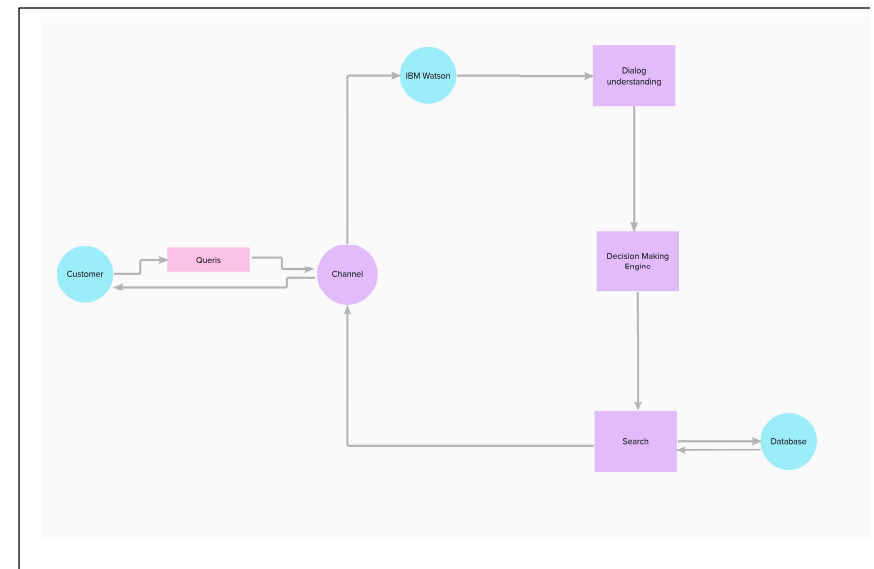 IBM Watson
Dialog
understanding
Queris
Customer
Channel
Decision Making
Engine
Search
Database